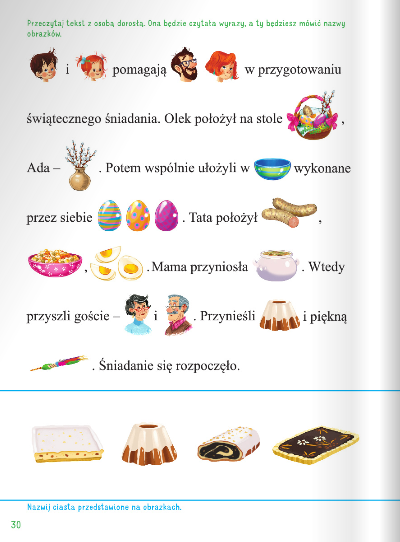 Przeczytaj tekst z osobą dorosłą. Ona będzie czytała wyrazy, a ty będziesz mówić nazwy
obrazków.
i pomagają w przygotowaniu
świątecznego śniadania. Olek położył na stole ,
Ada – . Potem wspólnie ułożyli w wykonane
przez siebie . Tata położył ,
, . Mama przyniosła . Wtedy
przyszli goście – i . Przynieśli i piękną
. Śniadanie się rozpoczęło.
Nazwij ciasta przedstawione na obrazkach.
30